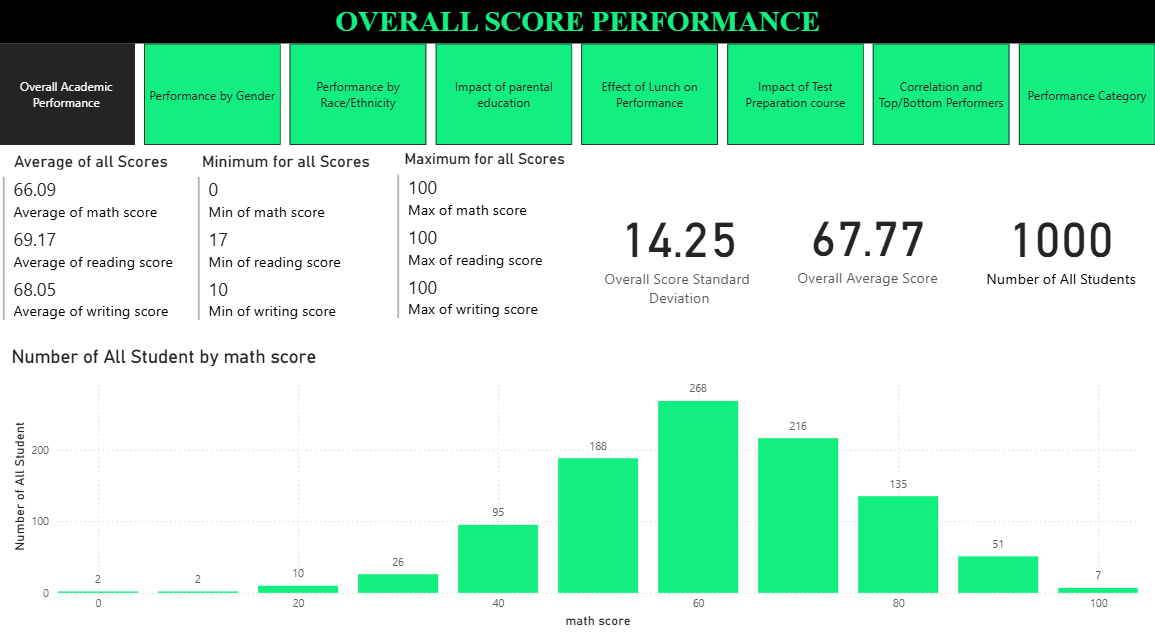 OVERALL SCORE PERFORMANCE
Overall Academic
Performance
Performance by Gender
Performance by
Race/Ethnicity
Impact of parental
education
Effect of Lunch on
Performance
Impact of Test
Preparation course
Correlation and
Top/Bottom Performers
Performance Category
Average of all Scores
66.09
Average of math score
69.17
Average of reading score
68.05
Average of writing score
Minimum for all Scores
0
Min of math score
17
Min of reading score
10
Min of writing score
Maximum for all Scores
100
Max of math score
100
Max of reading score
100
Max of writing score
14.25
Overall Score Standard
Deviation
67.77
Overall Average Score
1000
Number of All Students
Number of All Student by math score
Number of All Student
200
100
0
2
2
10
26
95
188
268
216
135
51
7
0
20
40
60
80
100
math score